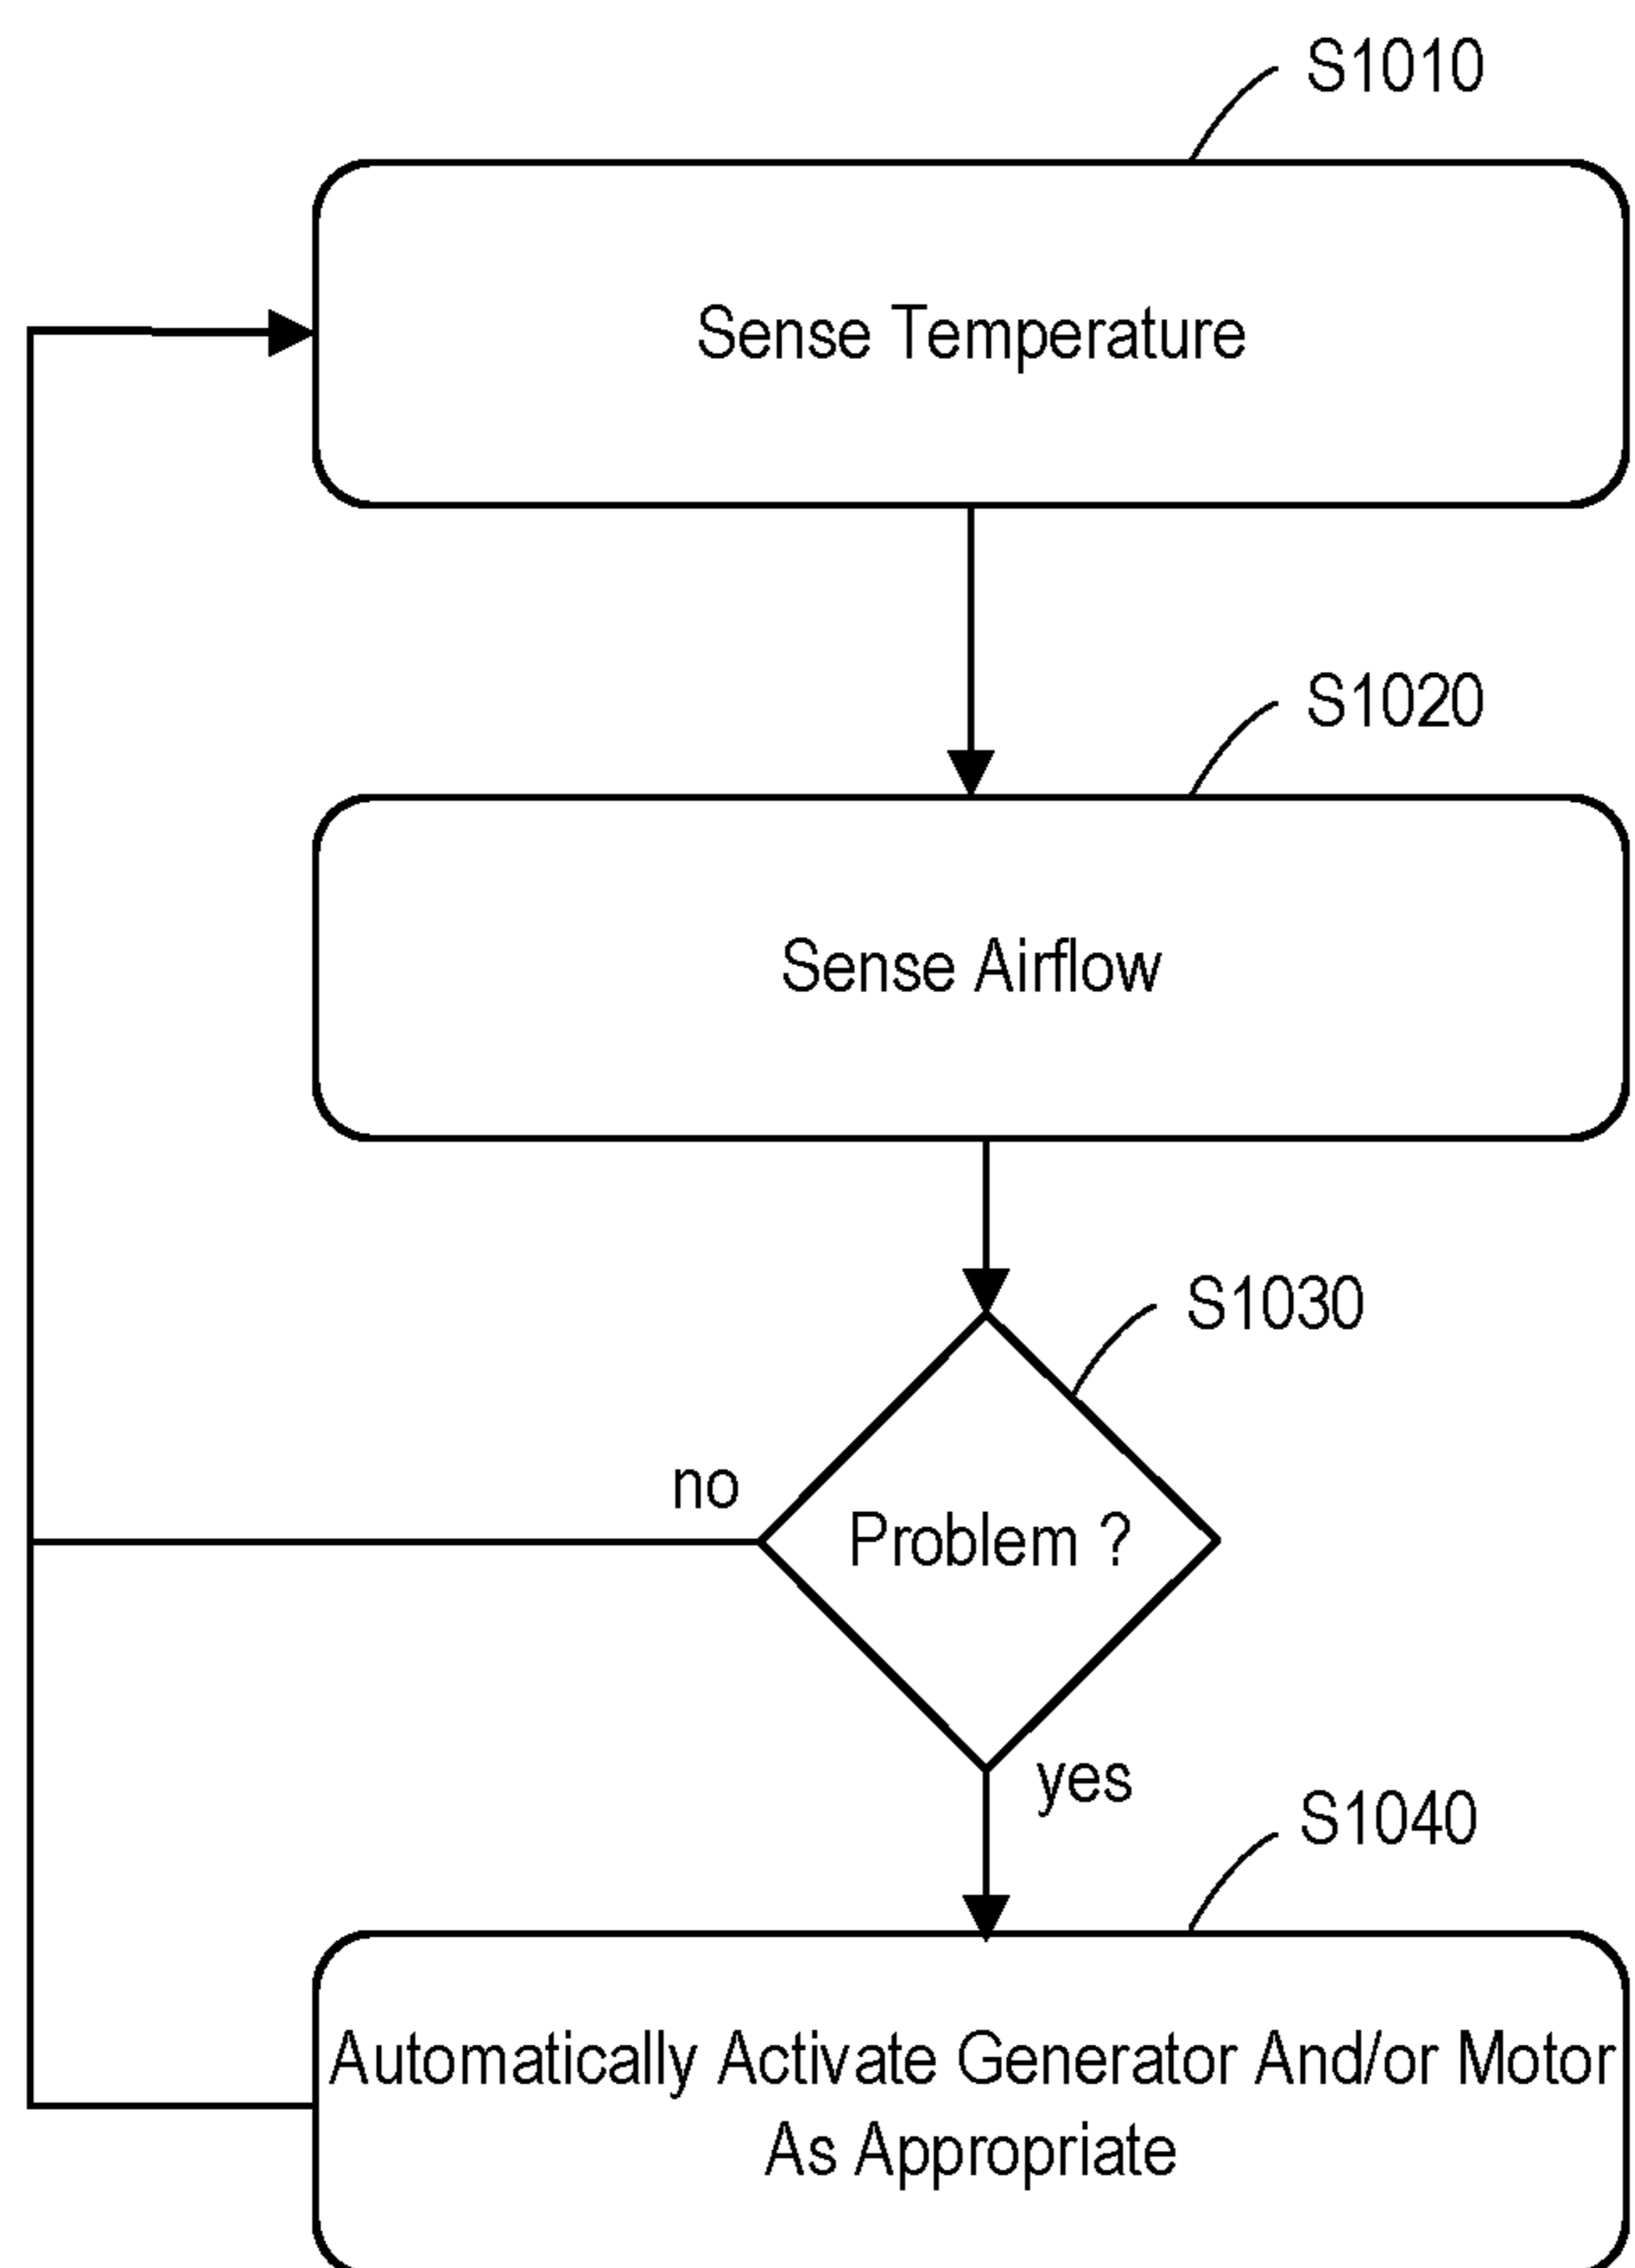 S1010
Sense Temperature
S1020
Sense Airflow
S1030
no
Problem ?
yes
S1040
Automatically Activate Generator And/or Motor
As Appropriate